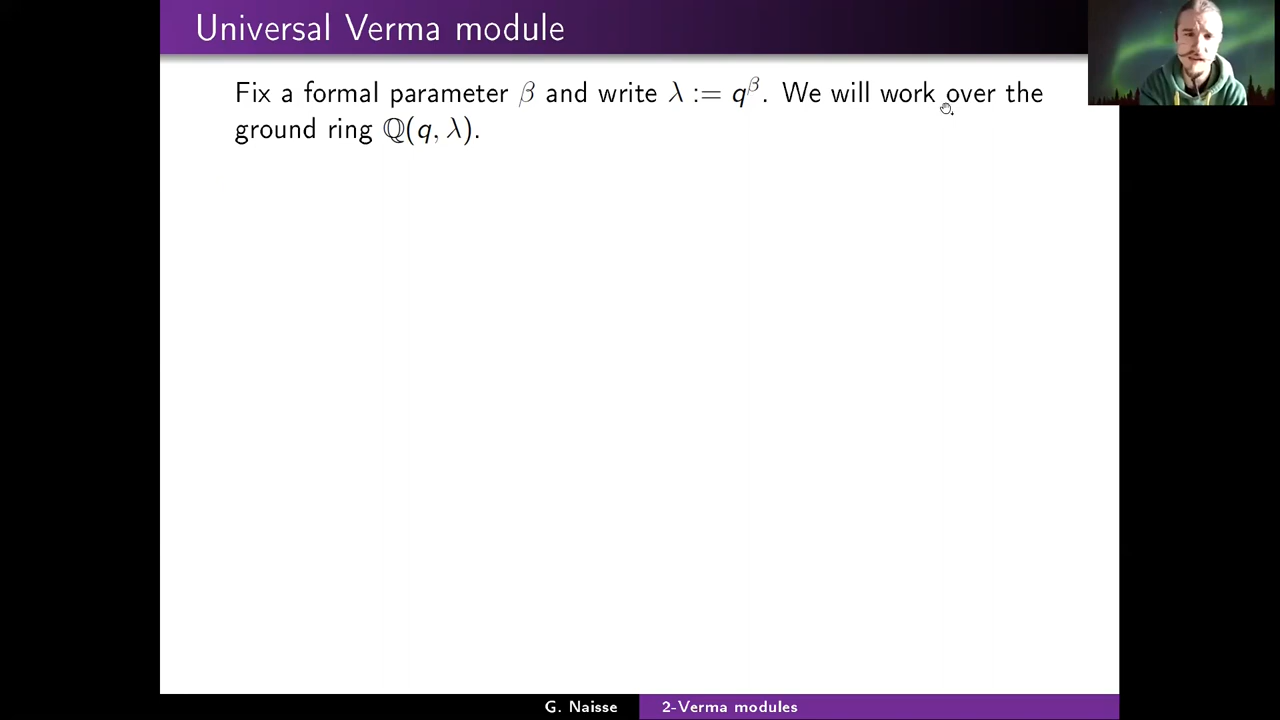 Universal Verma module
Fix a formal parameter β and write λ := q^β. We will work over the
ground ring ℚ(q, λ).
G. Naisse
2-Verma modules